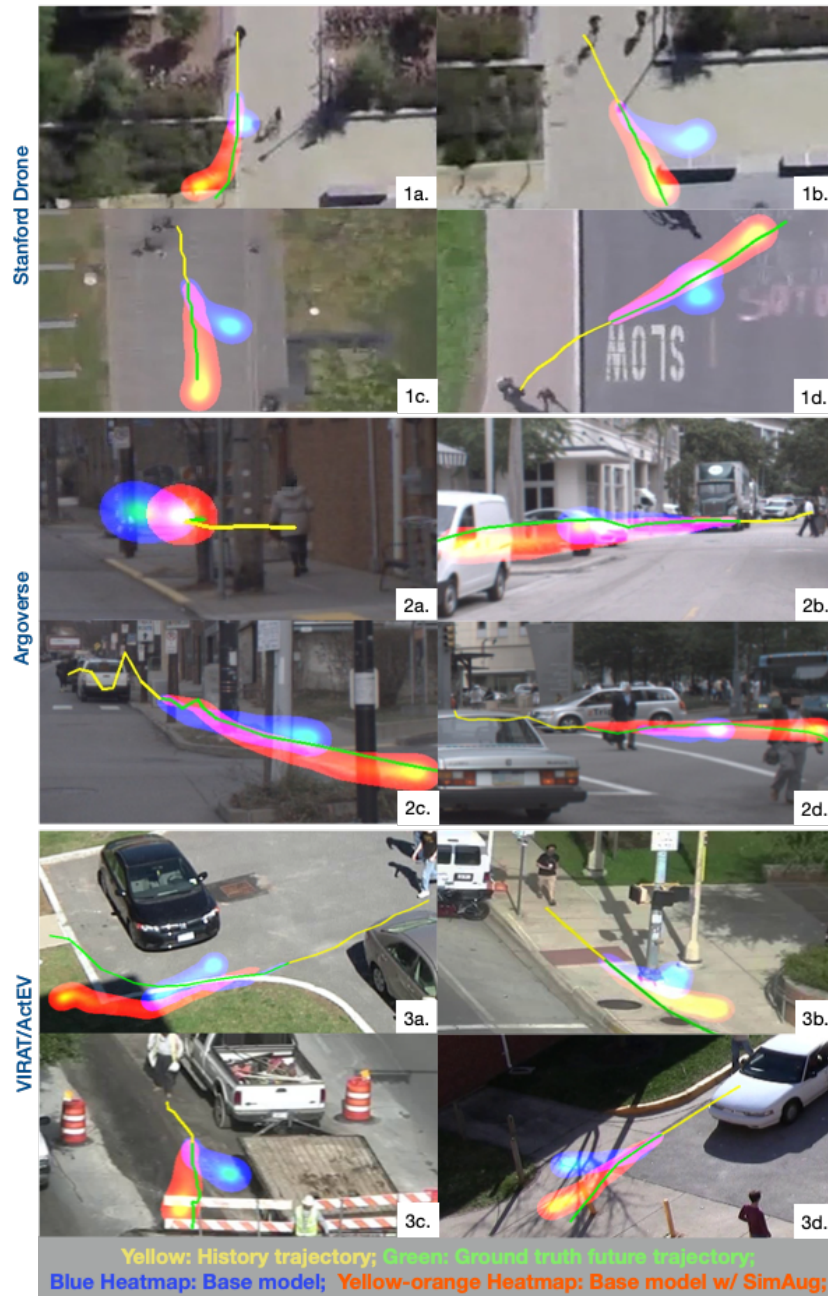 Stanford Drone
1a.
1b.
1c.
SLOW
1d.
Argoverse
2a.
2b.
2c.
2d.
VIRAT/ActEV
3a.
3b.
3c.
3d.
Yellow: History trajectory; Green: Ground truth future trajectory;
Blue Heatmap: Base model; Yellow-orange Heatmap: Base model w/ SimAug;